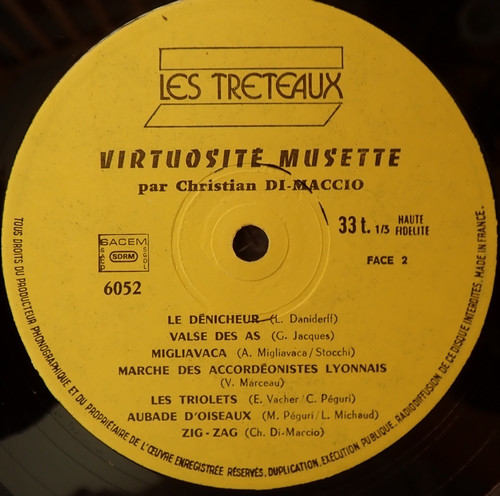 LES TRETEAUX
VIRTUOSITÉ MUSETTE
par Christian DI-MACCIO
33 t. 1/3 HAUTE
FIDELITE
SACEM
SDRM
6052
FACE 2
LE DÉNICHEUR (L. Daniderff)
VALSE DES AS (G. Jacques)
MIGLIAVACA (A. Migliavaca/Stocchi)
MARCHE DES ACCORDÉONISTES LYONNAIS
(V. Marceau)
LES TRIOLETS (E. Vacher/C. Péguri)
AUBADE D'OISEAUX (M. Péguri/L. Michaud)
ZIG-ZAG (Ch. Di-Maccio)
TOUS DROITS DU PRODUCTEUR PHONOGRAPHIQUE ET DU PROPRIÉTAIRE DE L'ŒUVRE ENREGISTRÉE RÉSERVÉS. DUPLICATION, EXÉCUTION PUBLIQUE, RADIODIFFUSION, DE CE DISQUE INTERDITES. MADE IN FRANCE.